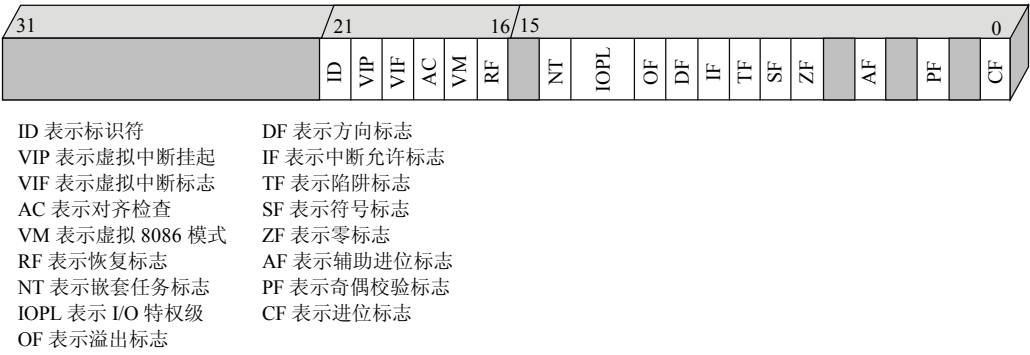 31 21 16 15 0
ID VIP VIF AC VM RF NT IOPL OF DF IF TF SF ZF AF PF CF
ID 表示标识符
VIP 表示虚拟中断挂起
VIF 表示虚拟中断标志
AC 表示对齐检查
VM 表示虚拟 8086 模式
RF 表示恢复标志
NT 表示嵌套任务标志
IOPL 表示 I/O 特权级
OF 表示溢出标志
DF 表示方向标志
IF 表示中断允许标志
TF 表示陷阱标志
SF 表示符号标志
ZF 表示零标志
AF 表示辅助进位标志
PF 表示奇偶校验标志
CF 表示进位标志